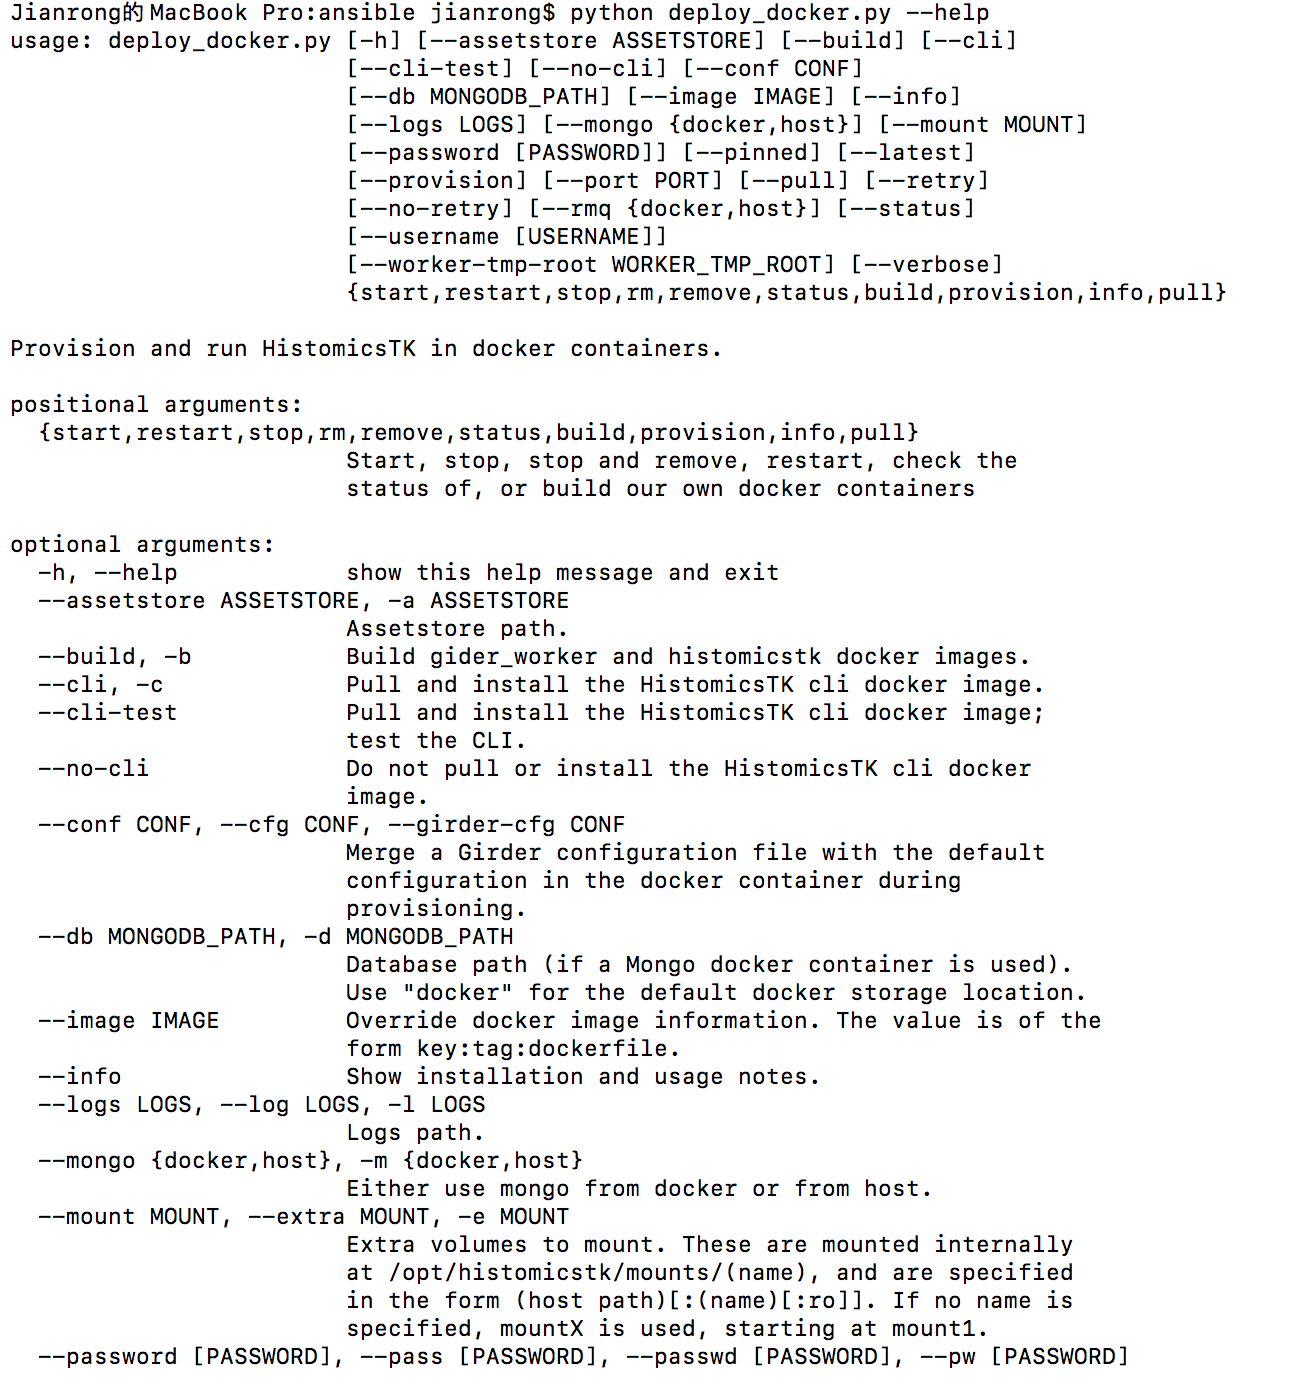 Jianrong的MacBook Pro:ansible jianrong$ python deploy_docker.py --help
usage: deploy_docker.py [-h] [--assetstore ASSETSTORE] [--build] [--cli]
                        [--cli-test] [--no-cli] [--conf CONF]
                        [--db MONGODB_PATH] [--image IMAGE] [--info]
                        [--logs LOGS] [--mongo {docker,host}] [--mount MOUNT]
                        [--password [PASSWORD]] [--pinned] [--latest]
                        [--provision] [--port PORT] [--pull] [--retry]
                        [--no-retry] [--rmq {docker,host}] [--status]
                        [--username [USERNAME]]
                        [--worker-tmp-root WORKER_TMP_ROOT] [--verbose]
                        {start,restart,stop,rm,remove,status,build,provision,info,pull}

Provision and run HistomicsTK in docker containers.

positional arguments:
  {start,restart,stop,rm,remove,status,build,provision,info,pull}
                        Start, stop, stop and remove, restart, check the
                        status of, or build our own docker containers

optional arguments:
  -h, --help            show this help message and exit
  --assetstore ASSETSTORE, -a ASSETSTORE
                        Assetstore path.
  --build, -b           Build gider_worker and histomicstk docker images.
  --cli, -c             Pull and install the HistomicsTK cli docker image.
  --cli-test            Pull and install the HistomicsTK cli docker image;
                        test the CLI.
  --no-cli              Do not pull or install the HistomicsTK cli docker
                        image.
  --conf CONF, --cfg CONF, --girder-cfg CONF
                        Merge a Girder configuration file with the default
                        configuration in the docker container during
                        provisioning.
  --db MONGODB_PATH, -d MONGODB_PATH
                        Database path (if a Mongo docker container is used).
                        Use "docker" for the default docker storage location.
  --image IMAGE         Override docker image information. The value is of the
                        form key:tag:dockerfile.
  --info                Show installation and usage notes.
  --logs LOGS, --log LOGS, -l LOGS
                        Logs path.
  --mongo {docker,host}, -m {docker,host}
                        Either use mongo from docker or from host.
  --mount MOUNT, --extra MOUNT, -e MOUNT
                        Extra volumes to mount. These are mounted internally
                        at /opt/histomicstk/mounts/(name), and are specified
                        in the form (host path)[:(name)[:ro]]. If no name is
                        specified, mountX is used, starting at mount1.
  --password [PASSWORD], --pass [PASSWORD], --passwd [PASSWORD], --pw [PASSWORD]